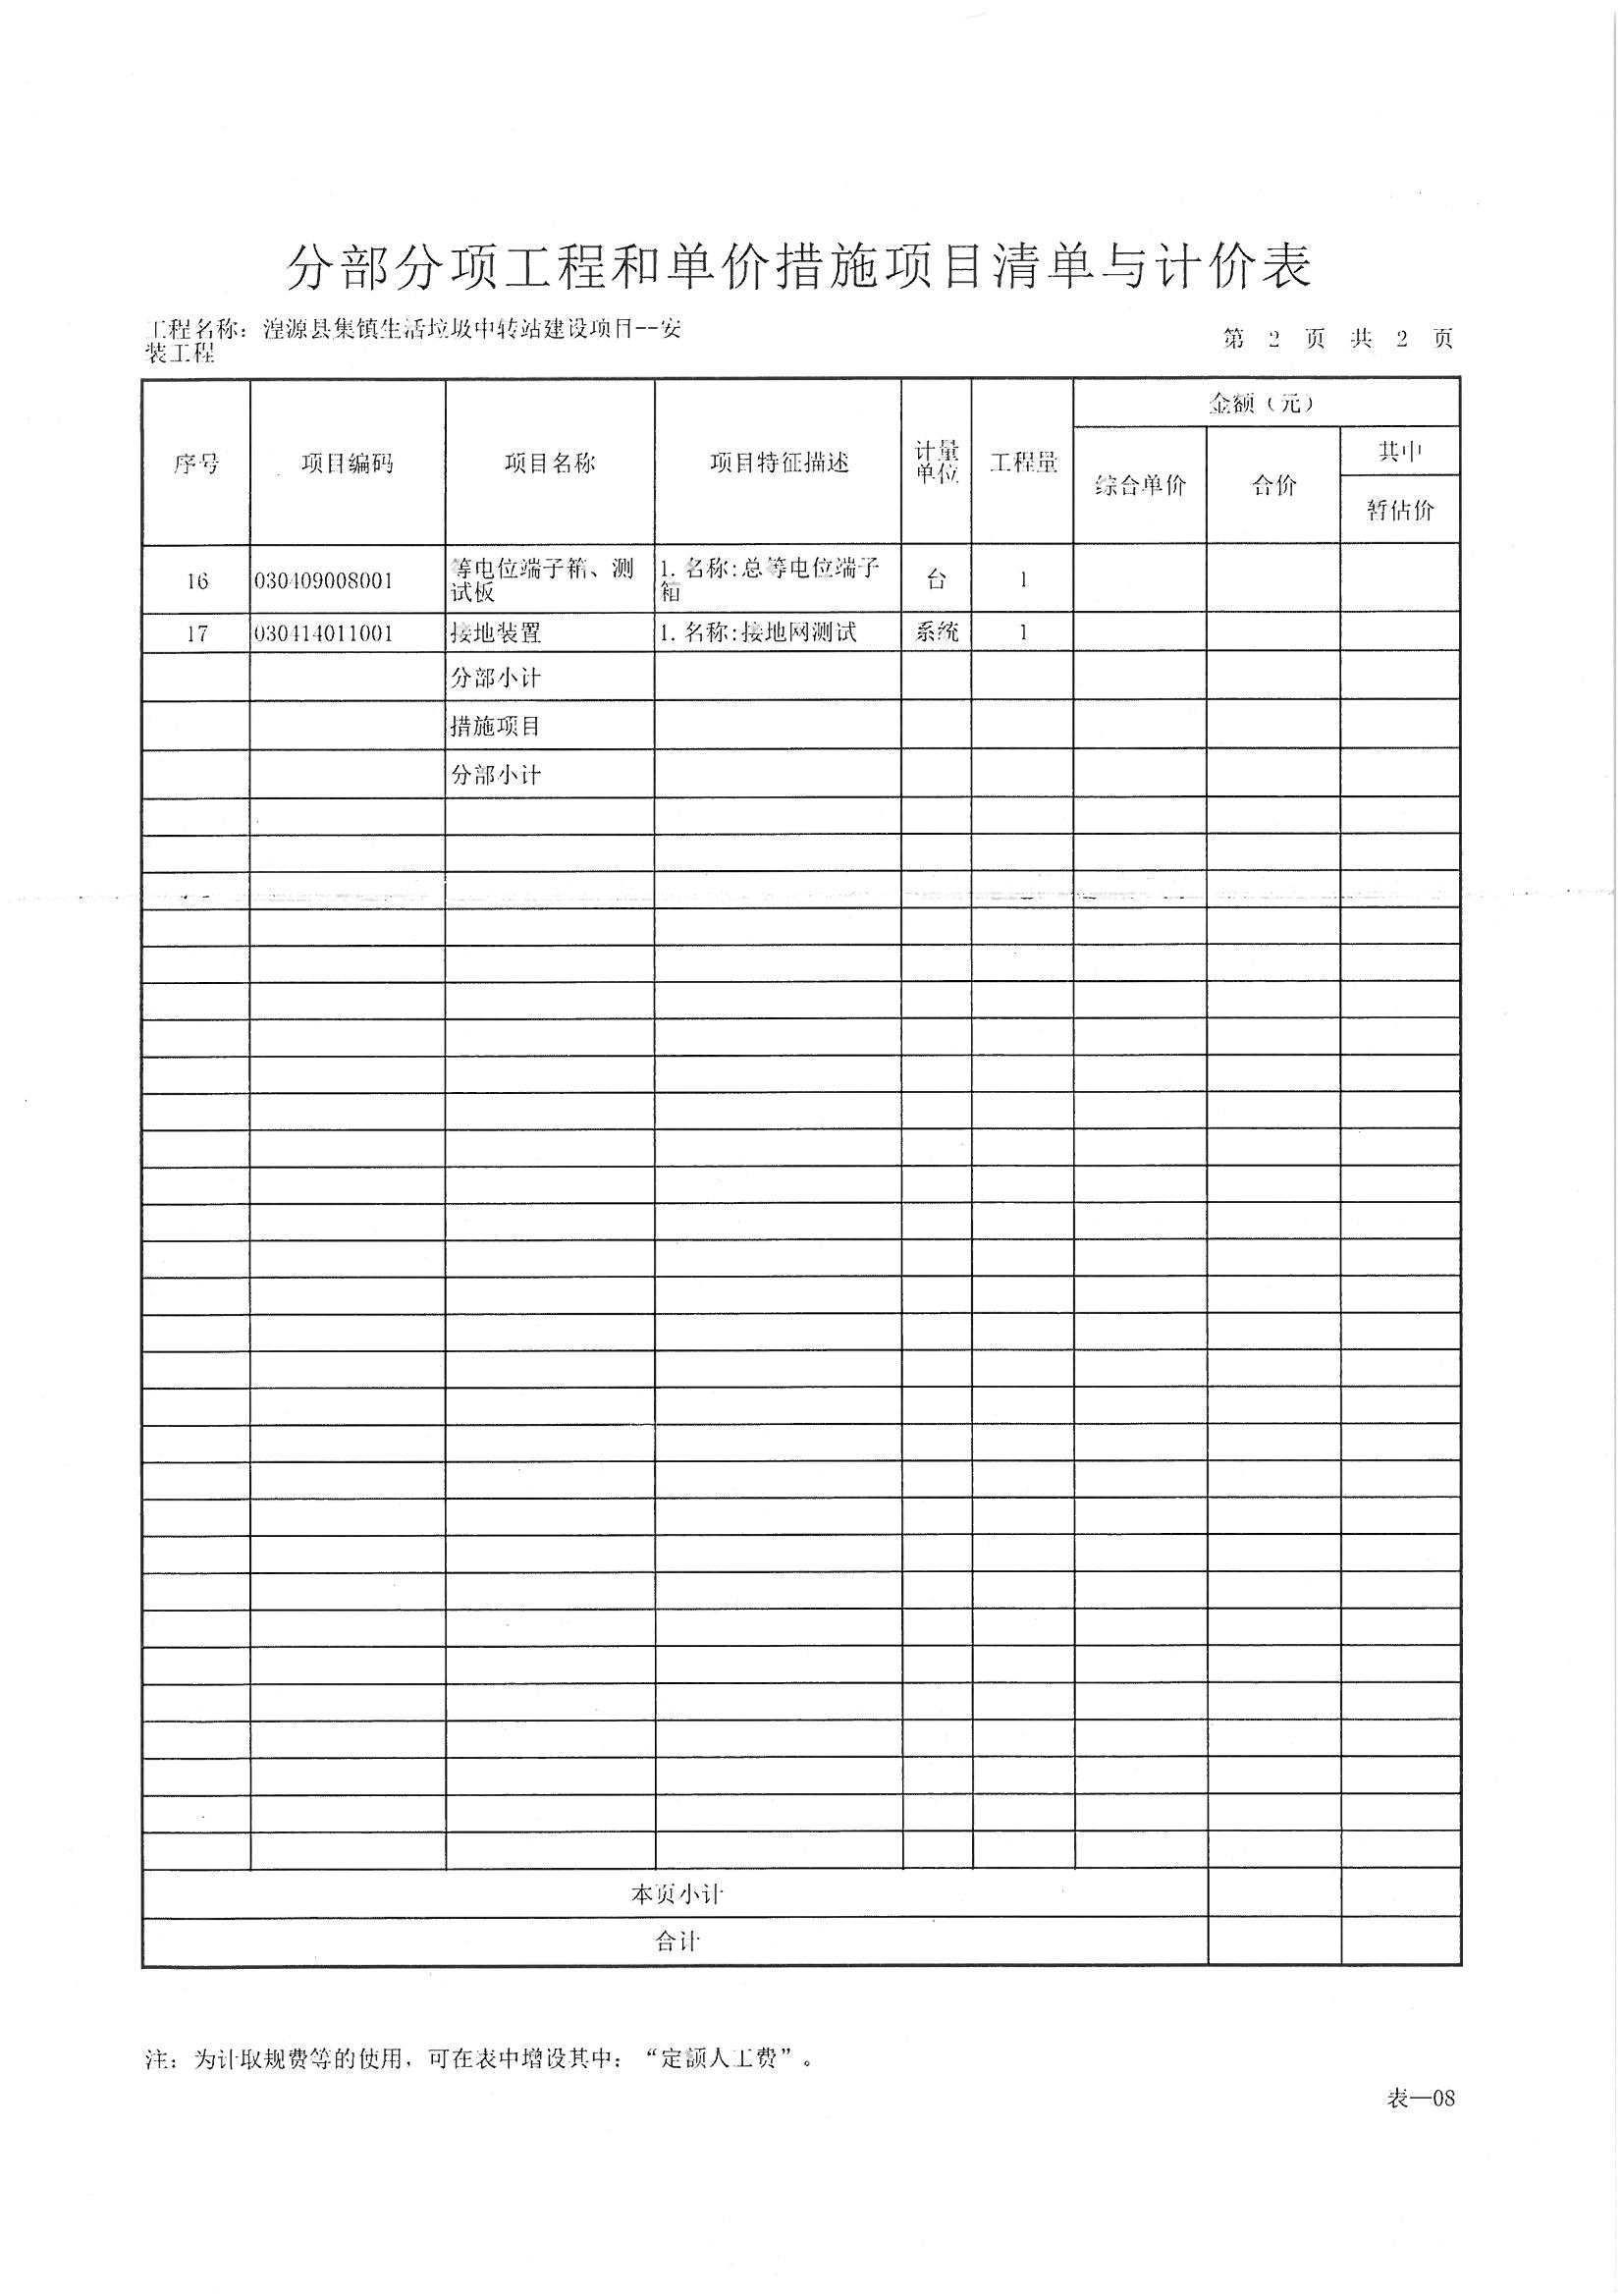 分部分项工程和单价措施项目清单与计价表
工程名称：湟源县集镇生活垃圾中转站建设项目--安
装工程
第 2 页 共 2 页
序号 项目编码 项目名称 项目特征描述 计量单位 工程量 金额（元）
综合单价 合价 其中
暂估价
16 030409008001 等电位端子箱、测试板 1. 名称:总等电位端子箱 台 1
17 030414011001 接地装置 1. 名称:接地网测试 系统 1
分部小计
措施项目
分部小计
本页小计
合计
注：为计取规费等的使用，可在表中增设其中：“定额人工费”。
表—08